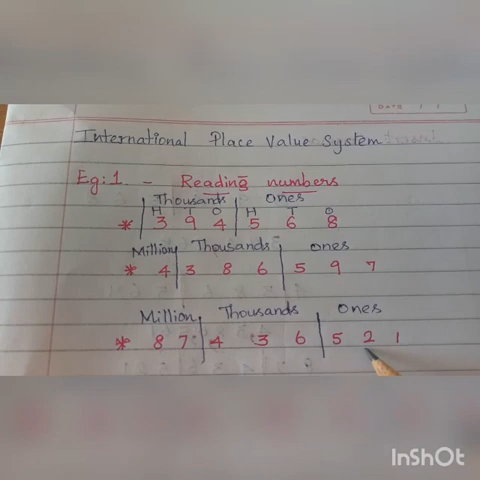 DATE
International Place Value System
Eg:1 - Reading numbers
Thousands Ones
H T O H T O
* 3 9 4 5 6 8
Million Thousands Ones
* 4 3 8 6 5 9 7
Million Thousands Ones
* 8 7 4 3 6 5 2 1
InShOt